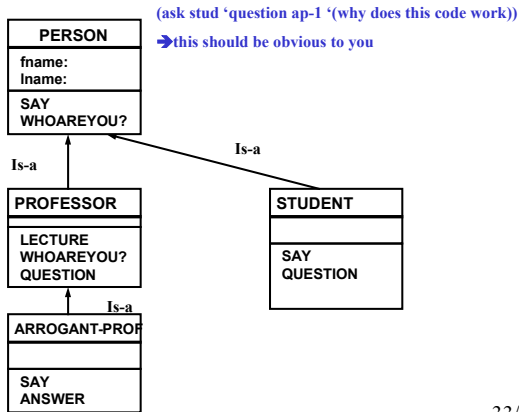 (ask stud ‘question ap-1 ‘(why does this code work))
➔this should be obvious to you
PERSON
fname:
lname:
SAY
WHOAREYOU?
Is-a
Is-a
PROFESSOR
LECTURE
WHOAREYOU?
QUESTION
STUDENT
SAY
QUESTION
Is-a
ARROGANT-PROF
SAY
ANSWER